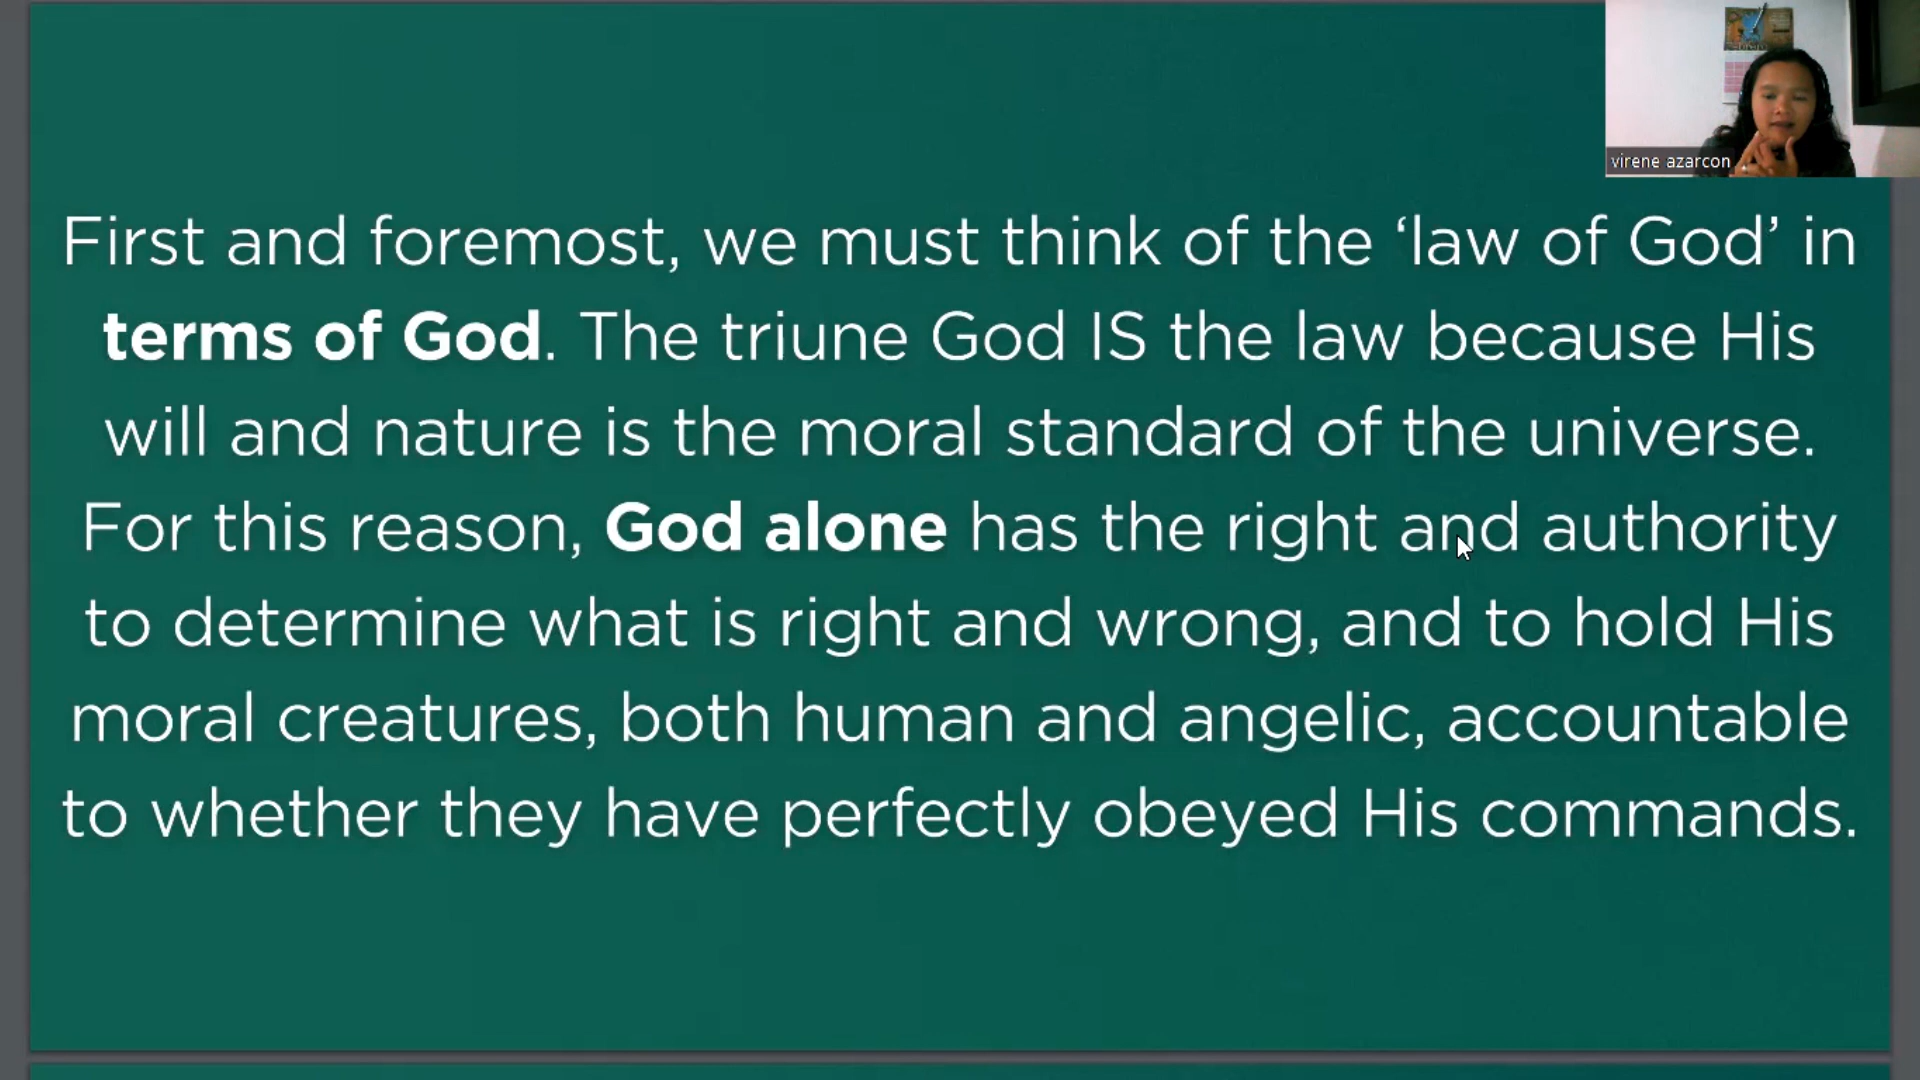 virene azarcon
First and foremost, we must think of the ‘law of God’ in
terms of God. The triune God IS the law because His
will and nature is the moral standard of the universe.
For this reason, God alone has the right and authority
to determine what is right and wrong, and to hold His
moral creatures, both human and angelic, accountable
to whether they have perfectly obeyed His commands.